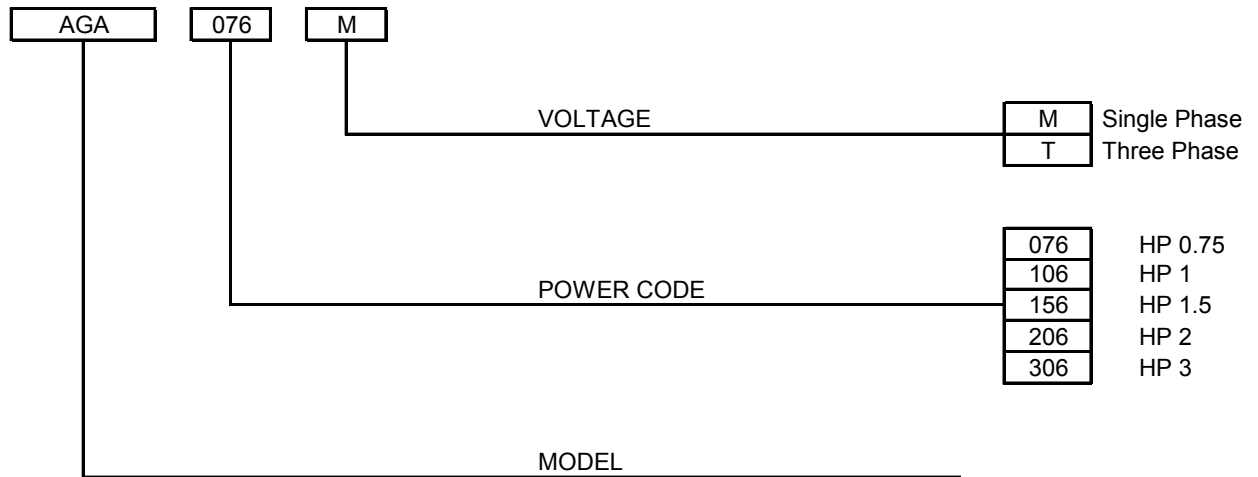 AGA 076 M
VOLTAGE M Single Phase
T Three Phase
076 HP 0.75
106 HP 1
POWER CODE
156 HP 1.5
206 HP 2
306 HP 3
MODEL